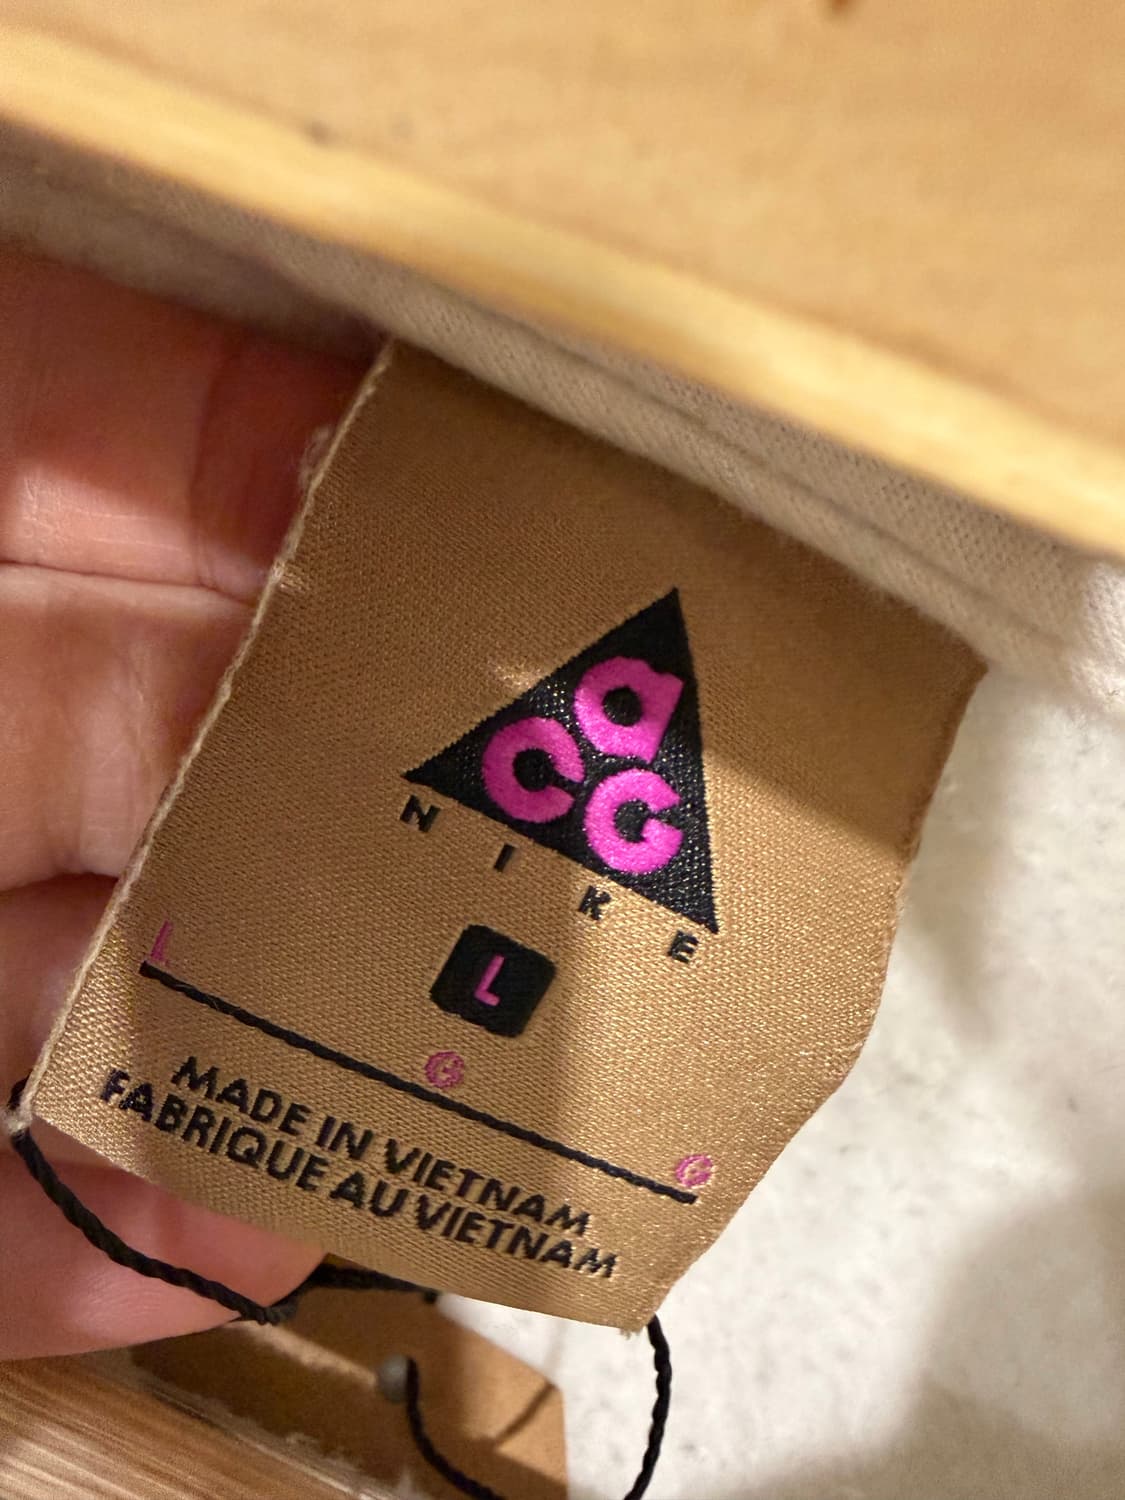 acg
NIKE
L
L G G
MADE IN VIETNAM
FABRIQUE AU VIETNAM